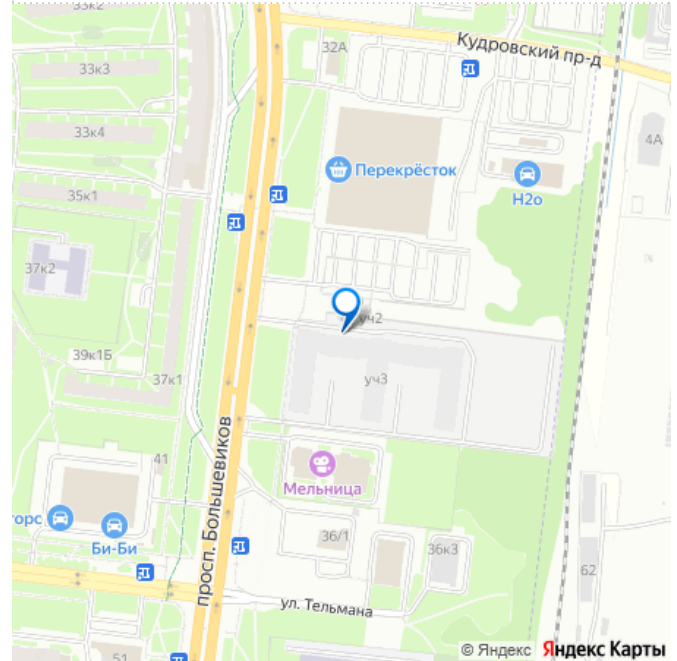 33к2
32А
Кудровский пр-д
33к3
4А
33к4
Перекрёсток
Н2о
35к1
37к2
уч2
39к1Б
37к1
уч3
просп. Большевиков
41
Мельница
торс
Би-Би
36/1
36к3
62
ул. Тельмана
51
© Яндекс Яндекс Карты